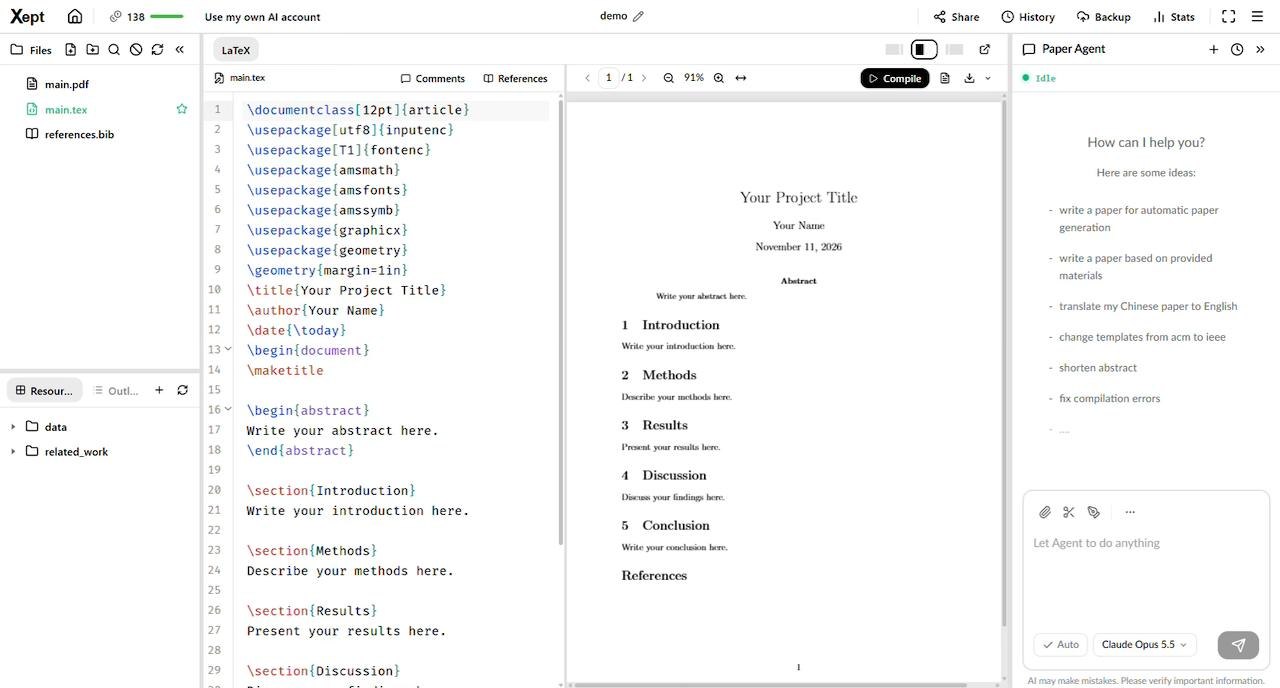 Xept
138
Use my own AI account
demo
Share
History
Backup
Stats
Files
main.pdf
main.tex
references.bib
Resour...
Outl...
data
related_work
LaTeX
main.tex
Comments
References
1 \documentclass[12pt]{article}
2 \usepackage[utf8]{inputenc}
3 \usepackage[T1]{fontenc}
4 \usepackage{amsmath}
5 \usepackage{amsfonts}
6 \usepackage{amssymb}
7 \usepackage{graphicx}
8 \usepackage{geometry}
9 \geometry{margin=1in}
10 \title{Your Project Title}
11 \author{Your Name}
12 \date{\today}
13 \begin{document}
14 \maketitle
15
16 \begin{abstract}
17 Write your abstract here.
18 \end{abstract}
19
20 \section{Introduction}
21 Write your introduction here.
22
23 \section{Methods}
24 Describe your methods here.
25
26 \section{Results}
27 Present your results here.
28
29 \section{Discussion}
1 / 1
91%
Compile
Your Project Title
Your Name
November 11, 2026
Abstract
Write your abstract here.
1 Introduction
Write your introduction here.
2 Methods
Describe your methods here.
3 Results
Present your results here.
4 Discussion
Discuss your findings here.
5 Conclusion
Write your conclusion here.
References
1
Paper Agent
Idle
How can I help you?
Here are some ideas:
- write a paper for automatic paper
generation
- write a paper based on provided
materials
- translate my Chinese paper to English
- change templates from acm to ieee
- shorten abstract
- fix compilation errors
- ....
Let Agent to do anything
Auto
Claude Opus 5.5
AI may make mistakes. Please verify important information.